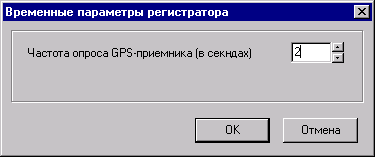 Временные параметры регистратора
Частота опроса GPS-приемника (в секндах) 2
OK Отмена